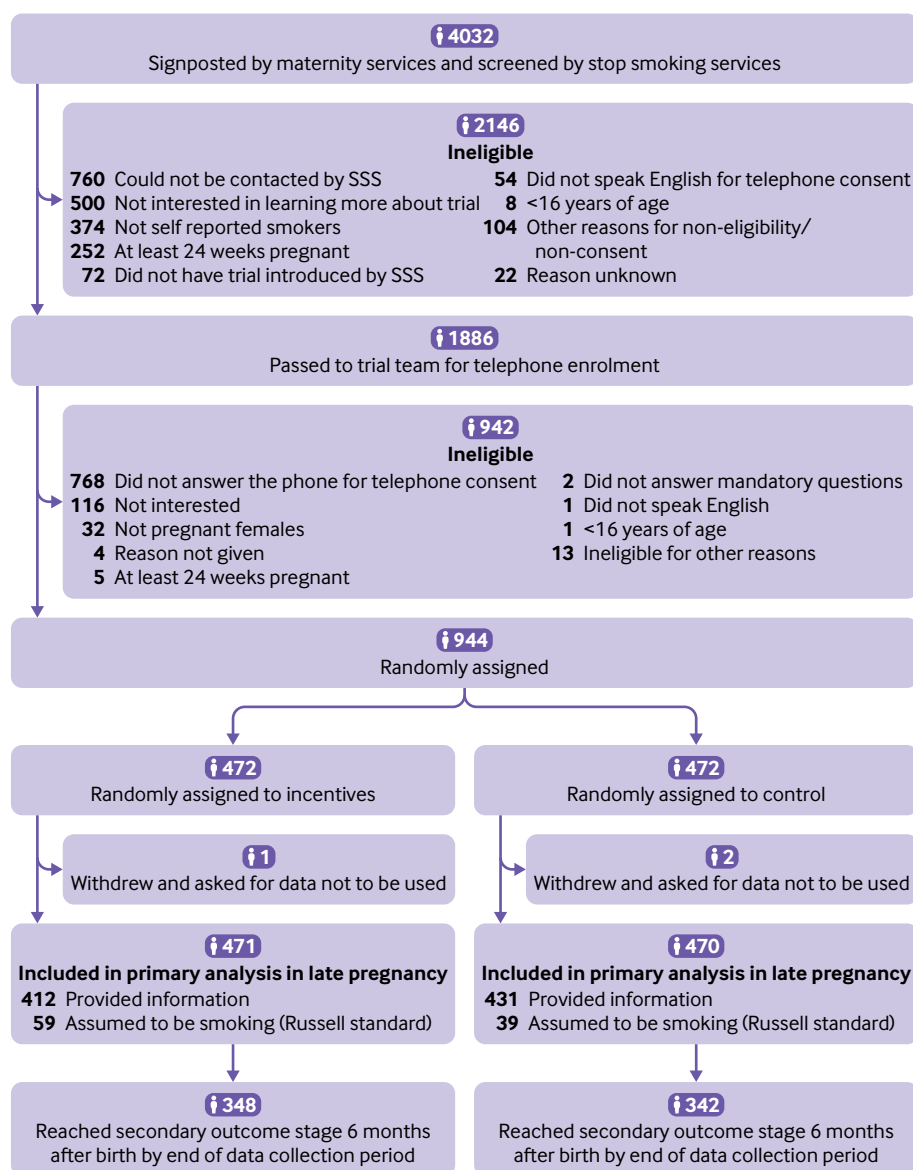 4032
Signposted by maternity services and screened by stop smoking services
2146
Ineligible
760 Could not be contacted by SSS
500 Not interested in learning more about trial
374 Not self reported smokers
252 At least 24 weeks pregnant
72 Did not have trial introduced by SSS
54 Did not speak English for telephone consent
8 <16 years of age
104 Other reasons for non-eligibility/
non-consent
22 Reason unknown
1886
Passed to trial team for telephone enrolment
942
Ineligible
768 Did not answer the phone for telephone consent
116 Not interested
32 Not pregnant females
4 Reason not given
5 At least 24 weeks pregnant
2 Did not answer mandatory questions
1 Did not speak English
1 <16 years of age
13 Ineligible for other reasons
944
Randomly assigned
472
Randomly assigned to incentives
1
Withdrew and asked for data not to be used
471
Included in primary analysis in late pregnancy
412 Provided information
59 Assumed to be smoking (Russell standard)
348
Reached secondary outcome stage 6 months
after birth by end of data collection period
472
Randomly assigned to control
2
Withdrew and asked for data not to be used
470
Included in primary analysis in late pregnancy
431 Provided information
39 Assumed to be smoking (Russell standard)
342
Reached secondary outcome stage 6 months
after birth by end of data collection period